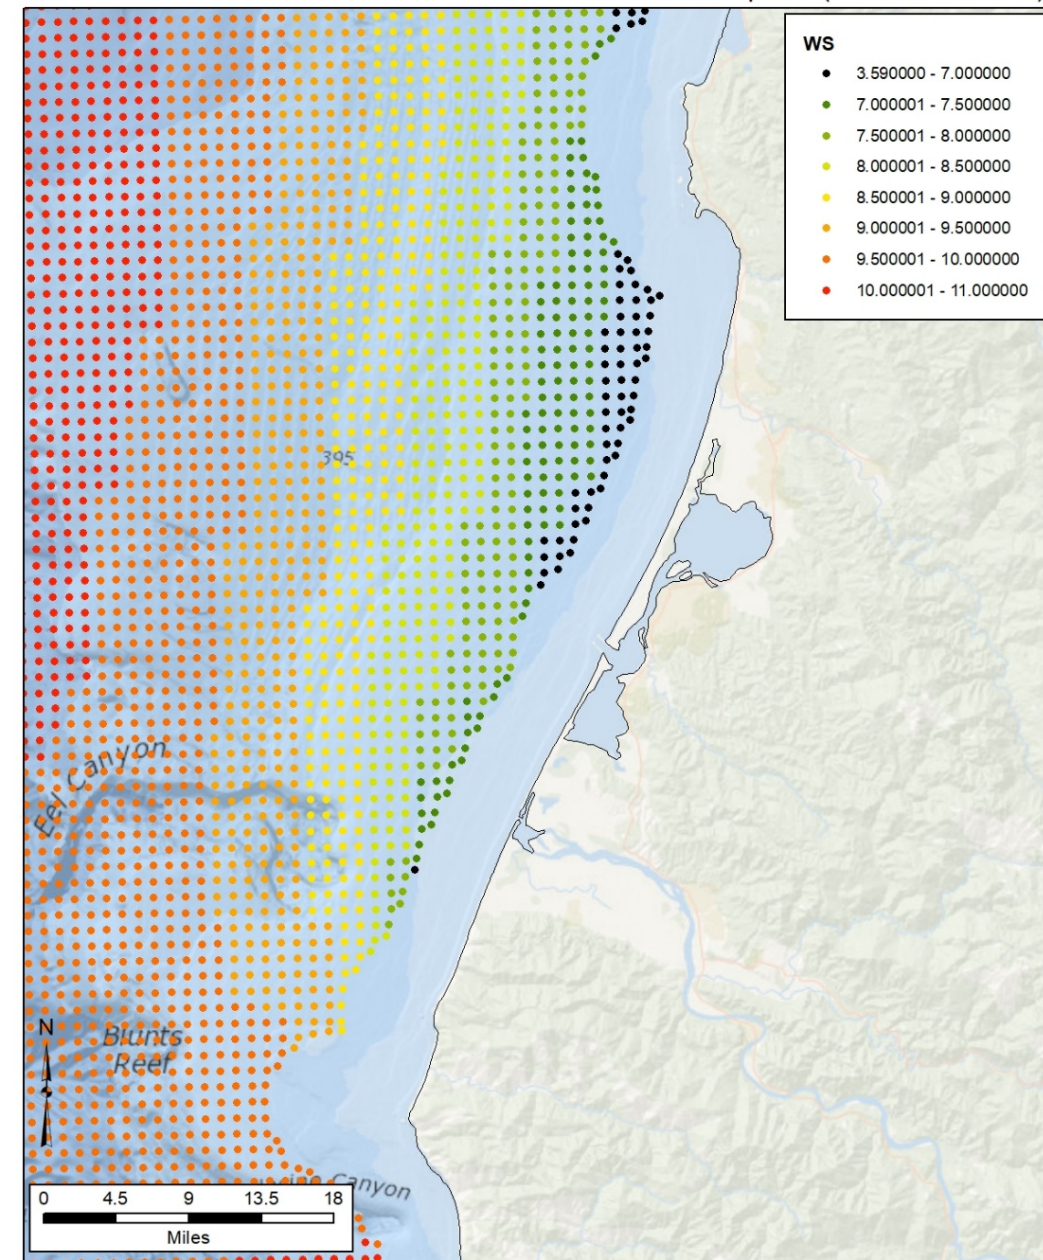 WS
3.590000 - 7.000000
7.000001 - 7.500000
7.500001 - 8.000000
8.000001 - 8.500000
8.500001 - 9.000000
9.000001 - 9.500000
9.500001 - 10.000000
10.000001 - 11.000000
395
Eel Canyon
N
Blunts
Reef
Canyon
0 4.5 9 13.5 18
Miles